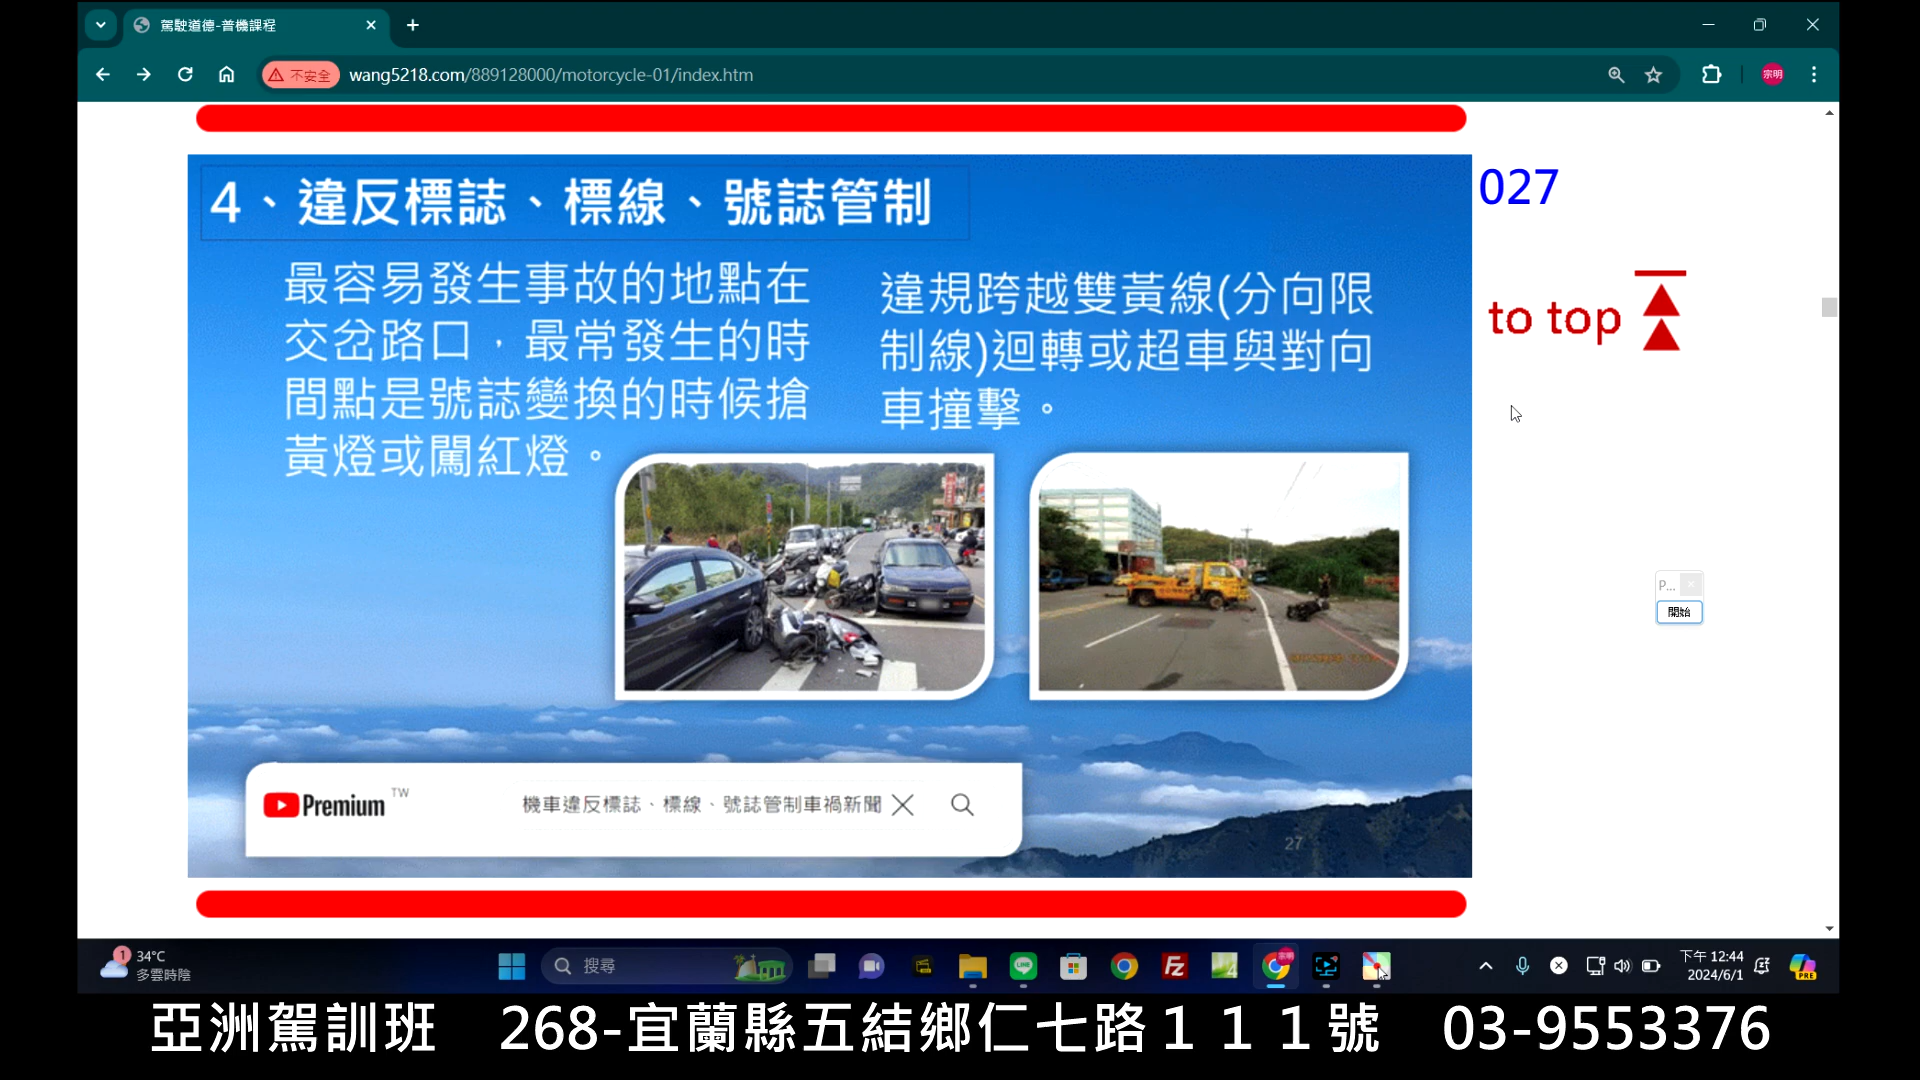 駕駛道德-普機課程
不安全
wang5218.com/889128000/motorcycle-01/index.htm
宗明
4、違反標誌、標線、號誌管制
027
最容易發生事故的地點在
交岔路口，最常發生的時
間點是號誌變換的時候搶
黃燈或闖紅燈。
違規跨越雙黃線(分向限
制線)迴轉或超車與對向
車撞擊。
to top
P...
開始
Premium TW
機車違反標誌、標線、號誌管制車禍新聞
27
1
34°C
多雲時陰
搜尋
LINE
宗明
下午 12:44
2024/6/1
PRE
亞洲駕訓班 268-宜蘭縣五結鄉仁七路１１１號 03-9553376